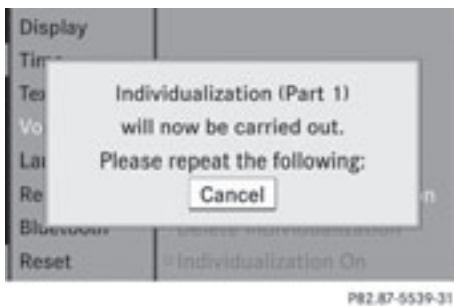 Display
Individualization (Part 1)
will now be carried out.
Please repeat the following:
Cancel
Bluetooth
Delete Individualization
Reset
Individualization On
P82.87-5539-31